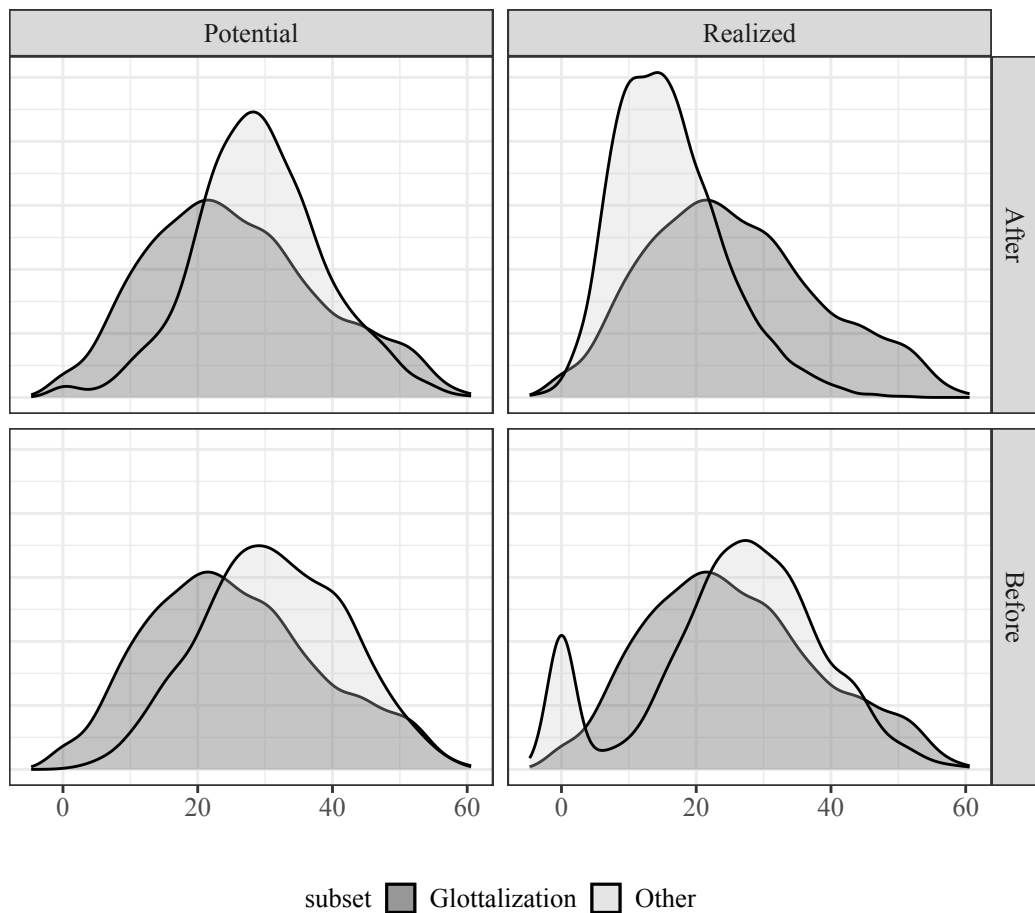 Potential Realized
After
Before
0 20 40 60 0 20 40 60
subset Glottalization Other